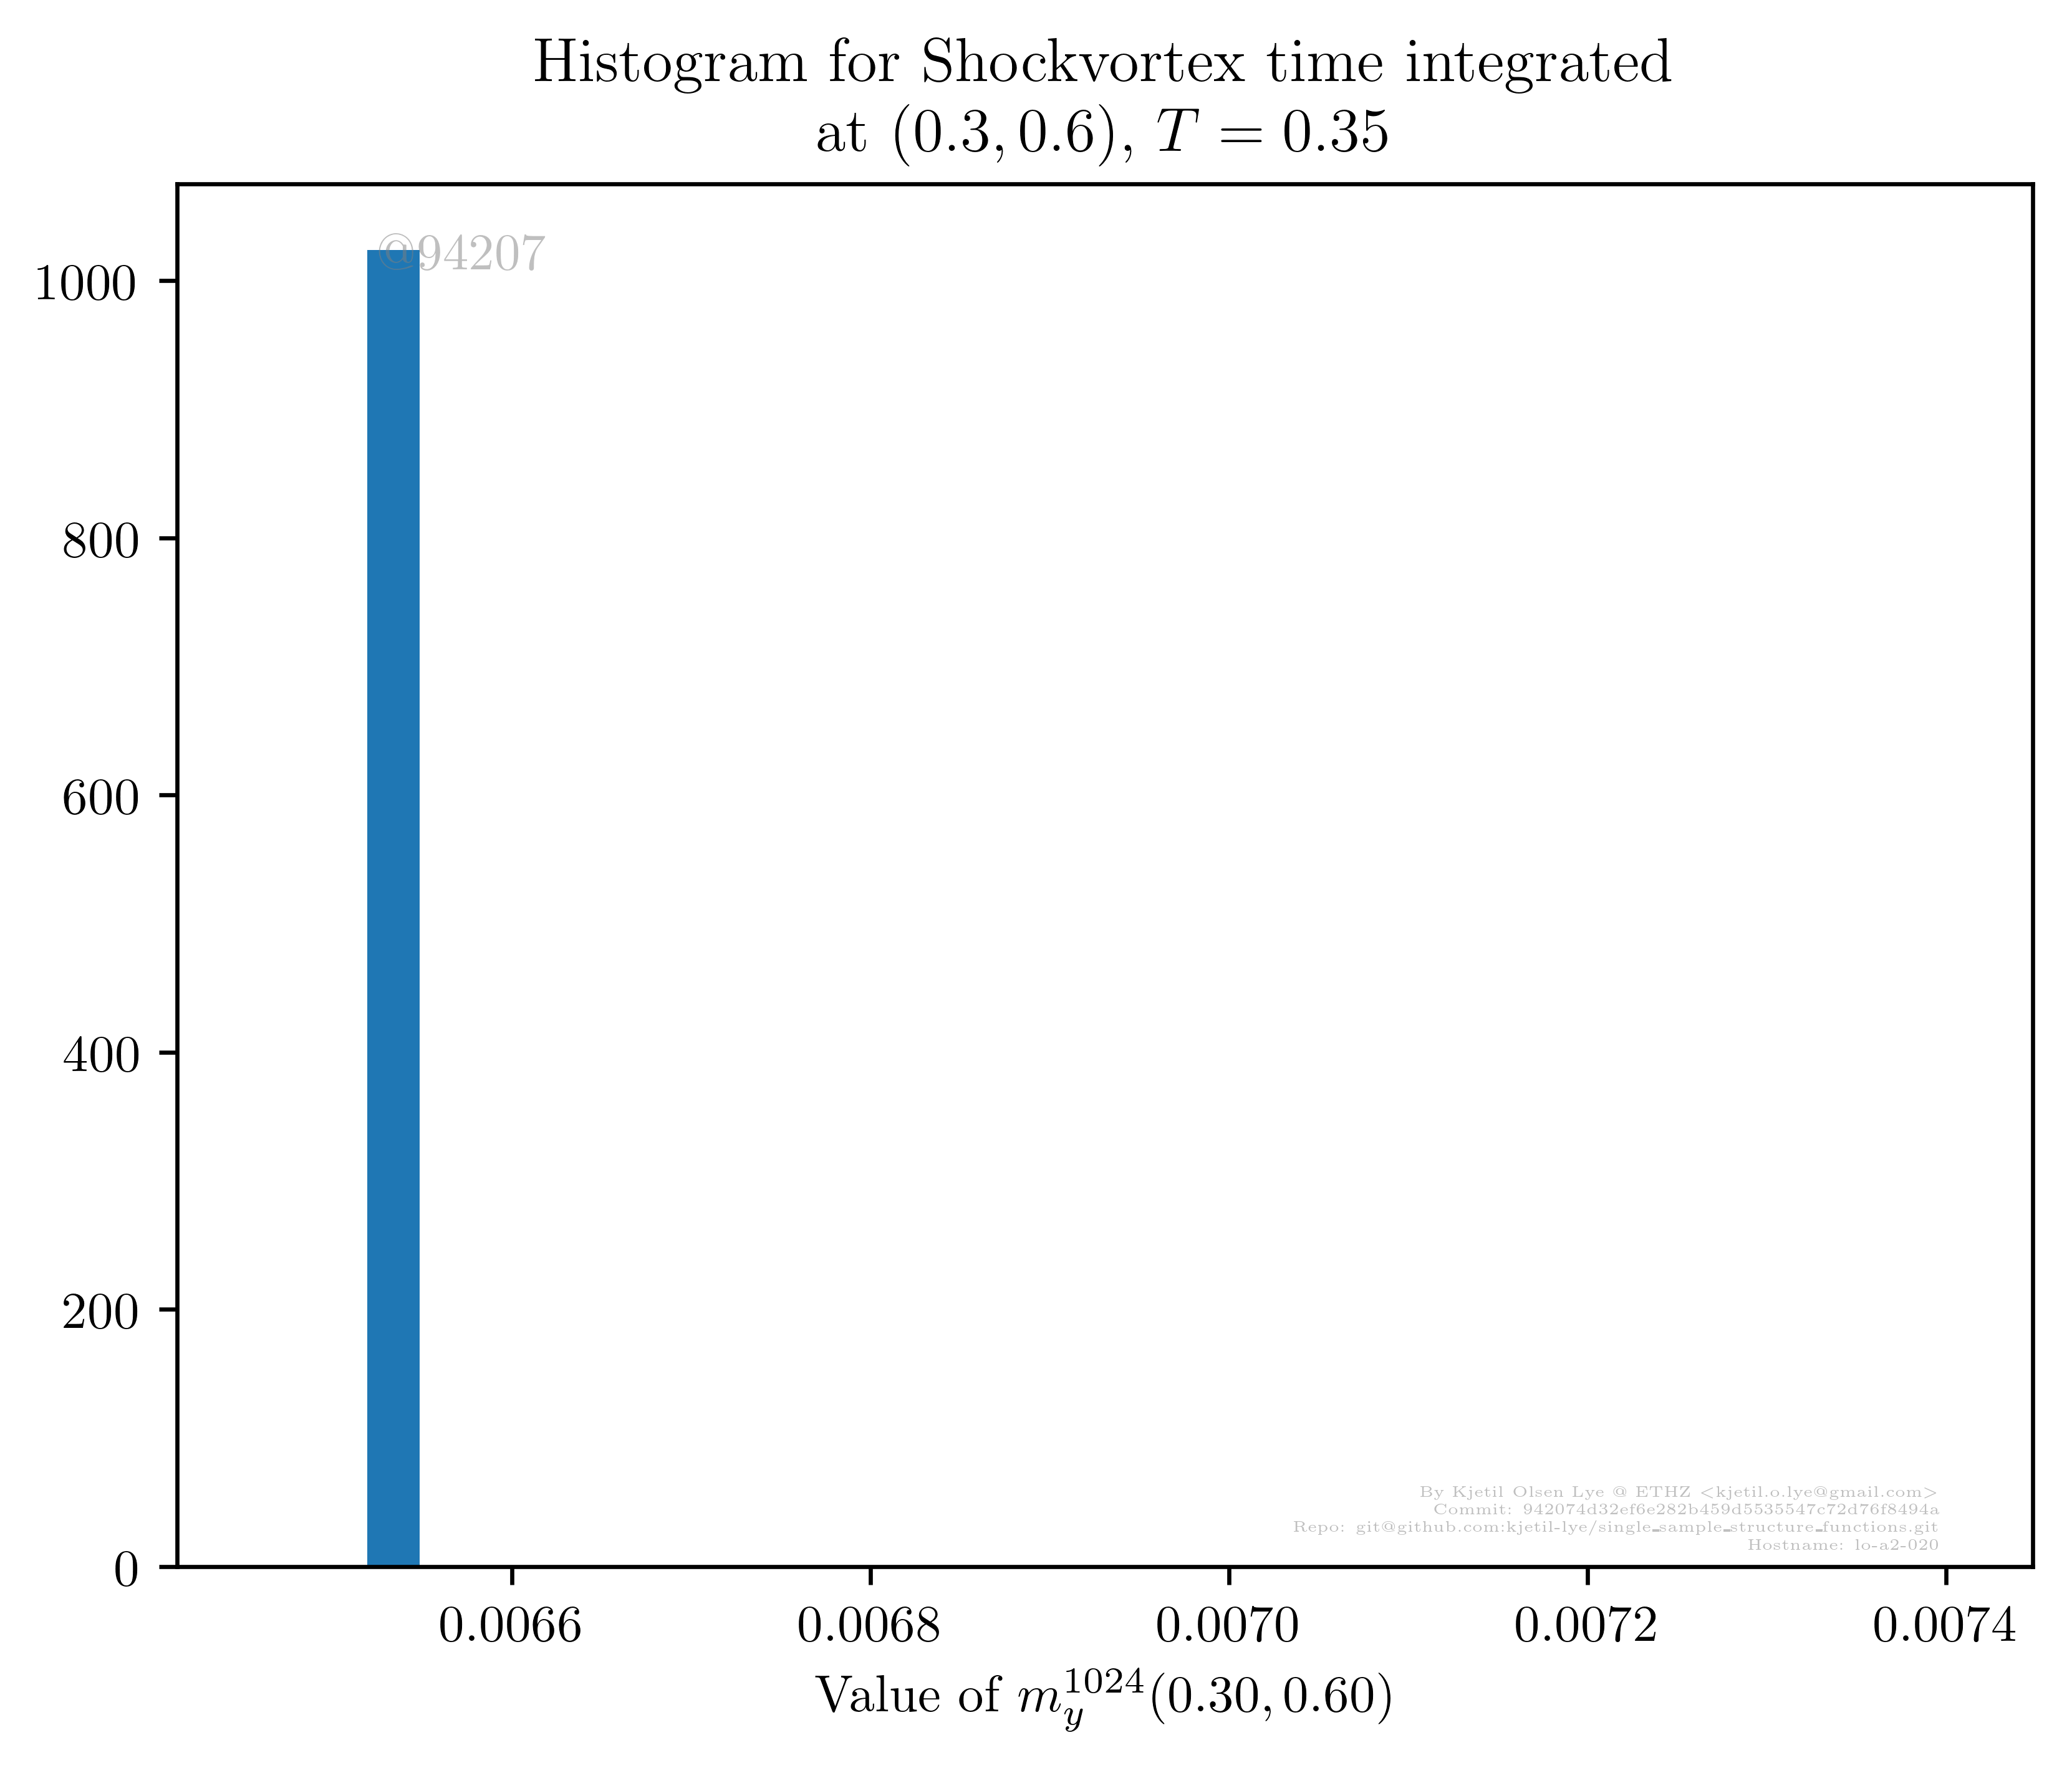 Histogram for Shockvortex time integrated
at (0.3, 0.6), T = 0.35
@94207
1000
800
600
400
200
0
By Kjetil Olsen Lye @ ETHZ <kjetil.o.lye@gmail.com>
Commit: 942074d32ef6e282b459d5535547c72d76f8494a
Repo: git@github.com:kjetil-lye/single_sample_structure_functions.git
Hostname: lo-a2-020
0.0066 0.0068 0.0070 0.0072 0.0074
Value of $m_y^{1024}(0.30, 0.60)$